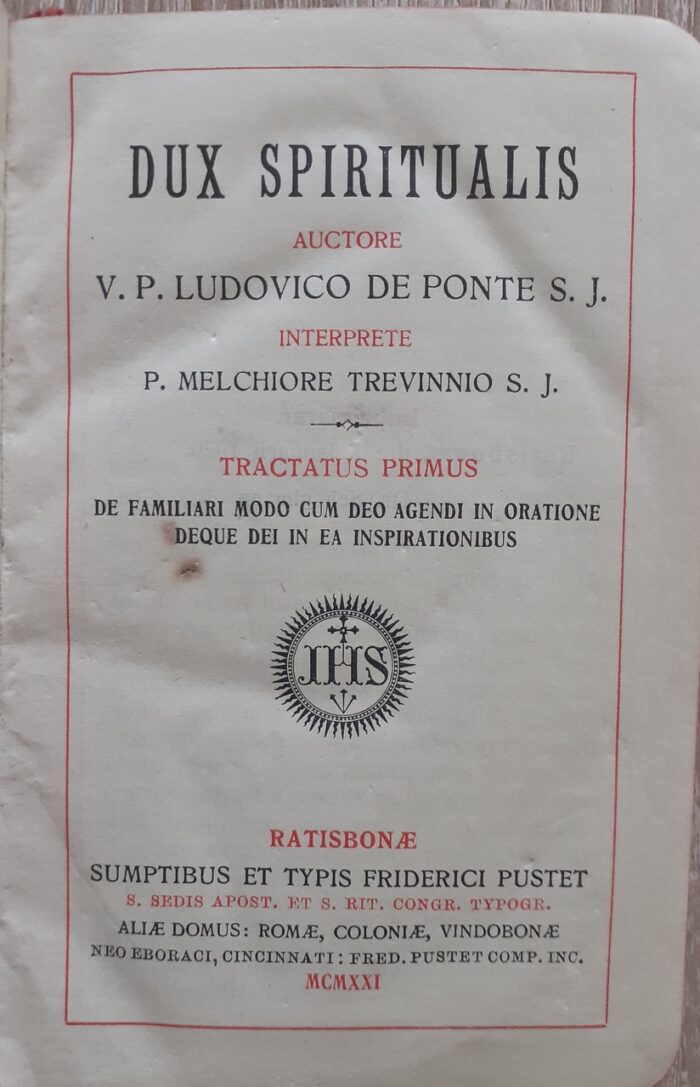 DUX SPIRITUALIS
AUCTORE
V. P. LUDOVICO DE PONTE S. J.
INTERPRETE
P. MELCHIORE TREVINNIO S. J.
TRACTATUS PRIMUS
DE FAMILIARI MODO CUM DEO AGENDI IN ORATIONE
DEQUE DEI IN EA INSPIRATIONIBUS
IHS
RATISBONÆ
SUMPTIBUS ET TYPIS FRIDERICI PUSTET
S. SEDIS APOST. ET S. RIT. CONGR. TYPOGR.
ALIÆ DOMUS: ROMÆ, COLONIÆ, VINDOBONÆ
NEO EBORACI, CINCINNATI: FRED. PUSTET COMP. INC.
MCMXXI